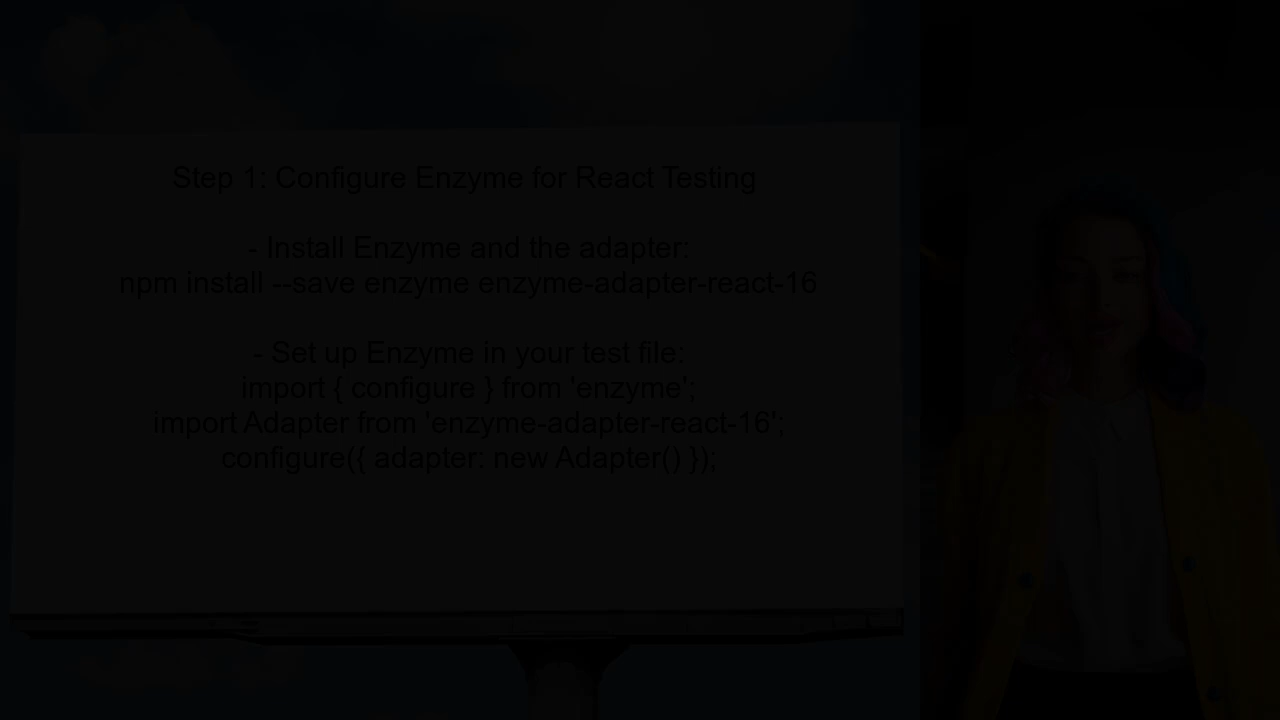 Step 1: Configure Enzyme for React Testing
- Install Enzyme and the adapter:
npm install --save enzyme enzyme-adapter-react-16
- Set up Enzyme in your test file:
import { configure } from 'enzyme';
import Adapter from 'enzyme-adapter-react-16';
configure({ adapter: new Adapter() });